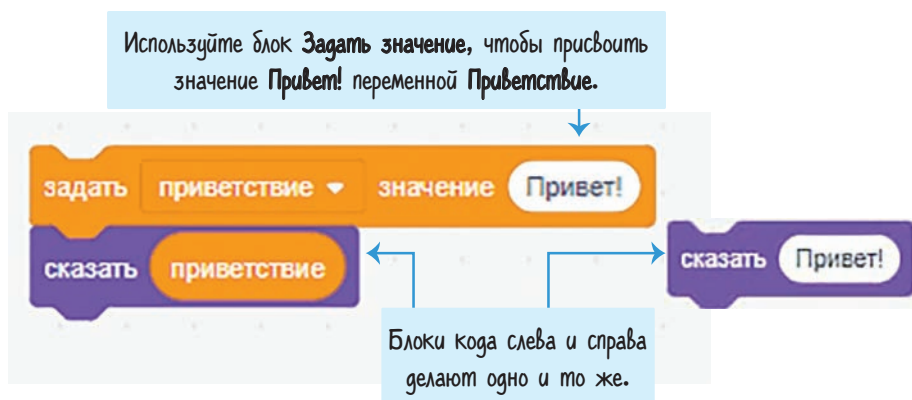 Используйте блок Задать значение, чтобы присвоить
значение Привет! переменной Приветствие.
задать приветствие значение Привет!
сказать приветствие
сказать Привет!
Блоки кода слева и справа
делают одно и то же.